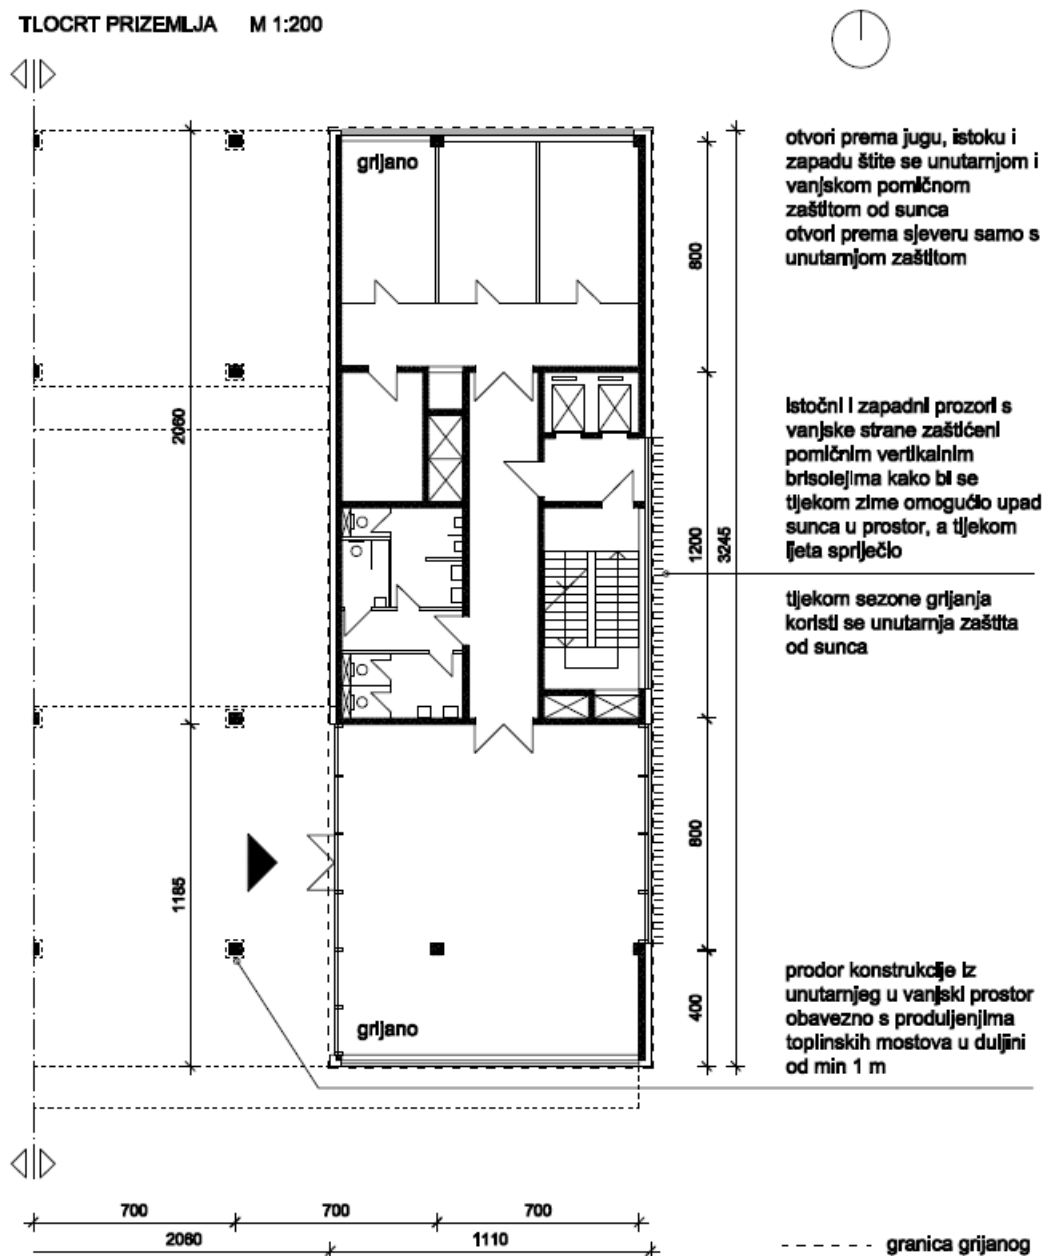 TLOCRT PRIZEMLJA M 1:200
otvori prema jugu, istoku i
zapadu štite se unutarnjom i
vanjskom pomičnom
zaštitom od sunca
otvori prema sjeveru samo s
unutarnjom zaštitom
grijano
800
2060
istočni i zapadni prozori s
vanjske strane zaštićeni
pomičnim vertikalnim
brisolejima kako bi se
tijekom zime omogućio upad
sunca u prostor, a tijekom
ljeta spriječio
1200
3245
tijekom sezone grijanja
koristi se unutarnja zaštita
od sunca
800
1185
400
grijano
prodor konstrukcije iz
unutarnjeg u vanjski prostor
obavezno s produljenjima
toplinskih mostova u duljini
od min 1 m
700 700 700
2060 1110
granica grijanog